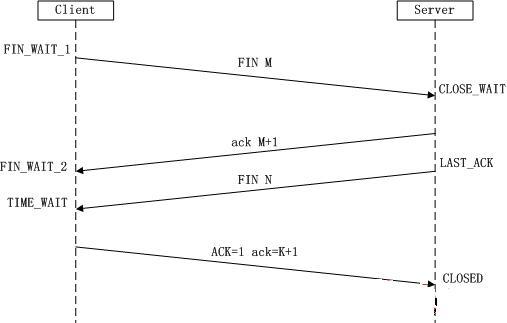 Client
Server
FIN_WAIT_1
FIN M
CLOSE_WAIT
ack M+1
FIN_WAIT_2
LAST_ACK
FIN N
TIME_WAIT
ACK=1 ack=K+1
CLOSED